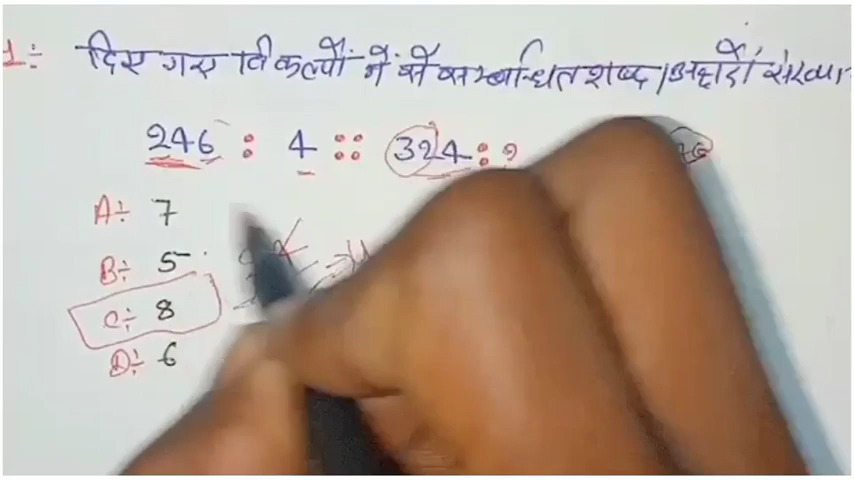 1÷ दिए गए विकल्पों में से सम्बन्धित शब्द/अक्षरों संख्या
246 : 4 :: 324 : ?
A÷ 7
B÷ 5
C÷ 8
D÷ 6